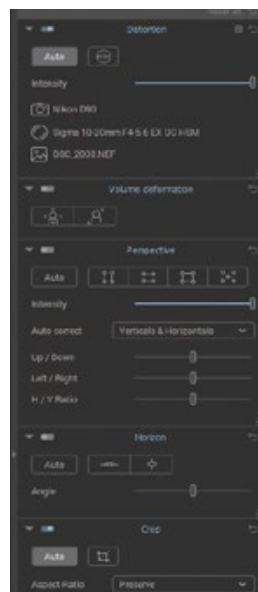 Distortion
Auto
Intensity
Nikon D90
Sigma 10-20mm F4-5.6 EX DC HSM
DSC_2000.NEF
Volume deformation
Perspective
Auto
Intensity
Auto correct Verticals & Horizontals
Up / Down
Left / Right
H / V Ratio
Horizon
Auto
Angle
Crop
Auto
Aspect Ratio Preserve